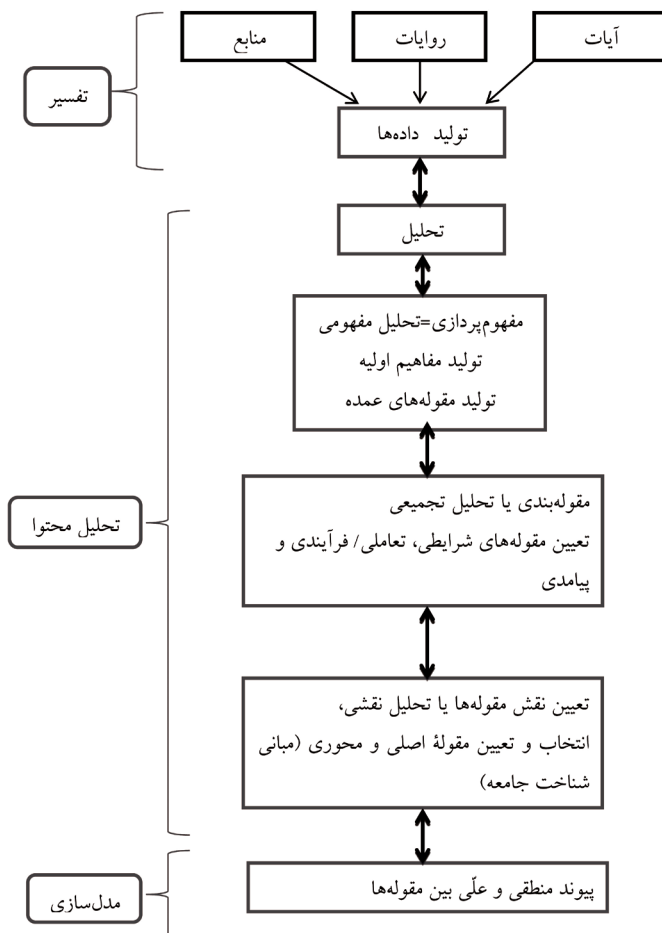 آیات
روایات
منابع
تفسیر
تولید داده‌ها
تحلیل
مفهوم‌پردازی=تحلیل مفهومی
تولید مفاهیم اولیه
تولید مقوله‌های عمده
تحلیل محتوا
مقوله‌بندی یا تحلیل تجمیعی
تعیین مقوله‌های شرایطی، تعاملی/ فرآیندی و
پیامدی
تعیین نقش مقوله‌ها یا تحلیل نقشی،
انتخاب و تعیین مقولهٔ اصلی و محوری (مبانی
شناخت جامعه)
مدل‌سازی
پیوند منطقی و علّی بین مقوله‌ها